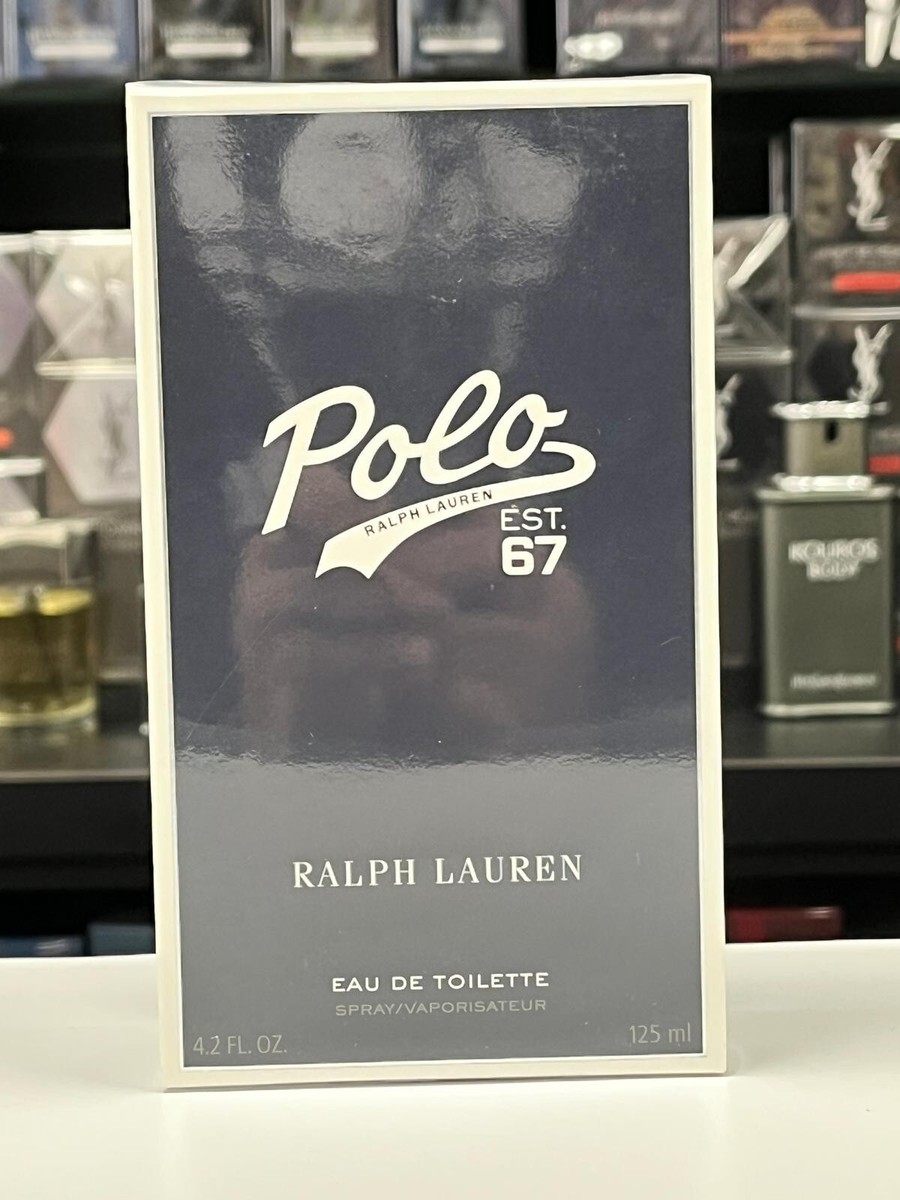 Polo
RALPH LAUREN
EST.
67
RALPH LAUREN
EAU DE TOILETTE
SPRAY/VAPORISATEUR
4.2 FL. OZ.
125 ml
KOUROS
BODY